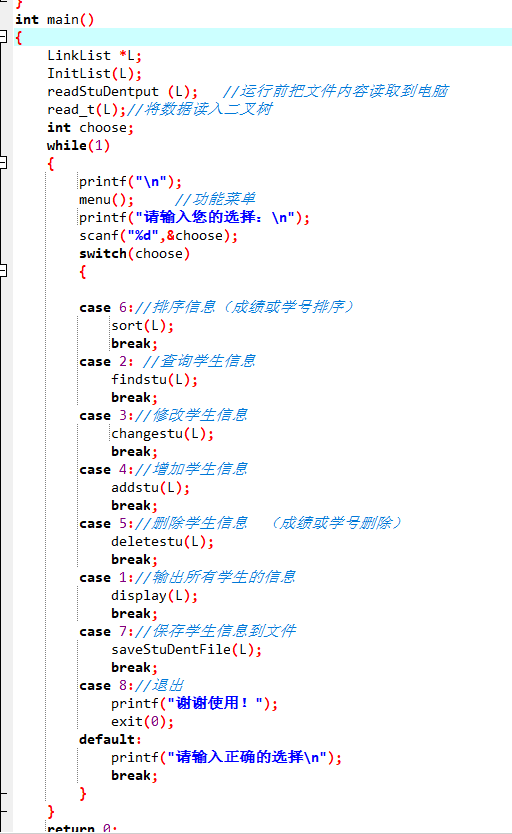 }
int main()
{
LinkList *L;
InitList(L);
readStuDentput (L);   //运行前把文件内容读取到电脑
read_t(L);//将数据读入二叉树
int choose;
while(1)
{
printf("\n");
menu();     //功能菜单
printf("请输入您的选择: \n");
scanf("%d",&choose);
switch(choose)
{
case 6://排序信息（成绩或学号排序）
sort(L);
break;
case 2: //查询学生信息
findstu(L);
break;
case 3://修改学生信息
changestu(L);
break;
case 4://增加学生信息
addstu(L);
break;
case 5://删除学生信息  （成绩或学号删除）
deletestu(L);
break;
case 1://输出所有学生的信息
display(L);
break;
case 7://保存学生信息到文件
saveStuDentFile(L);
break;
case 8://退出
printf("谢谢使用! ");
exit(0);
default:
printf("请输入正确的选择\n");
break;
}
}
return 0;